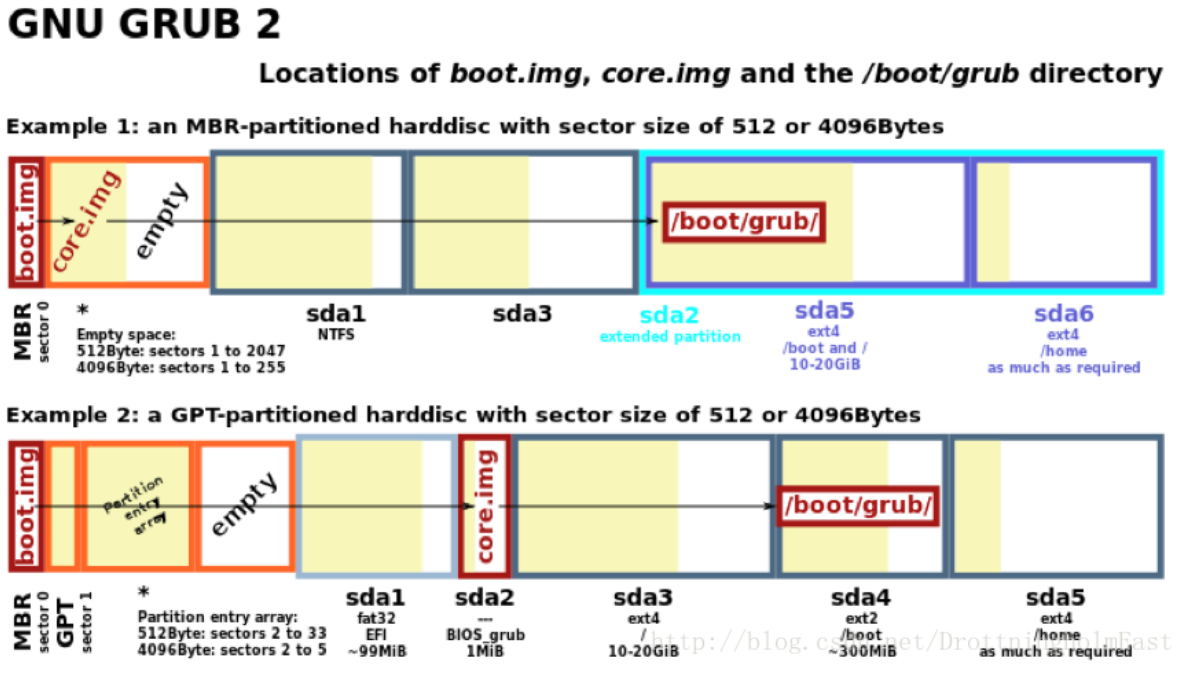 GNU GRUB 2
Locations of boot.img, core.img and the /boot/grub directory
Example 1: an MBR-partitioned harddisc with sector size of 512 or 4096Bytes
boot.img
core.img
empty
/boot/grub/
MBR
sector 0
*
Empty space:
512Byte: sectors 1 to 2047
4096Byte: sectors 1 to 255
sda1
NTFS
sda3
sda2
extended partition
sda5
ext4
/boot and /
10-20GiB
sda6
ext4
/home
as much as required
Example 2: a GPT-partitioned harddisc with sector size of 512 or 4096Bytes
boot.img
Partition
entry
array
empty
core.img
/boot/grub/
MBR
sector 0
GPT
sector 1
*
Partition entry array:
512Byte: sectors 2 to 33
4096Byte: sectors 2 to 5
sda1
fat32
EFI
~99MiB
sda2
---
BIOS_grub
1MiB
sda3
ext4
/
10-20GiB
sda4
ext2
/boot
~300MiB
sda5
ext4
/home
as much as required
http://blog.csdn.net/DrottningholmEast